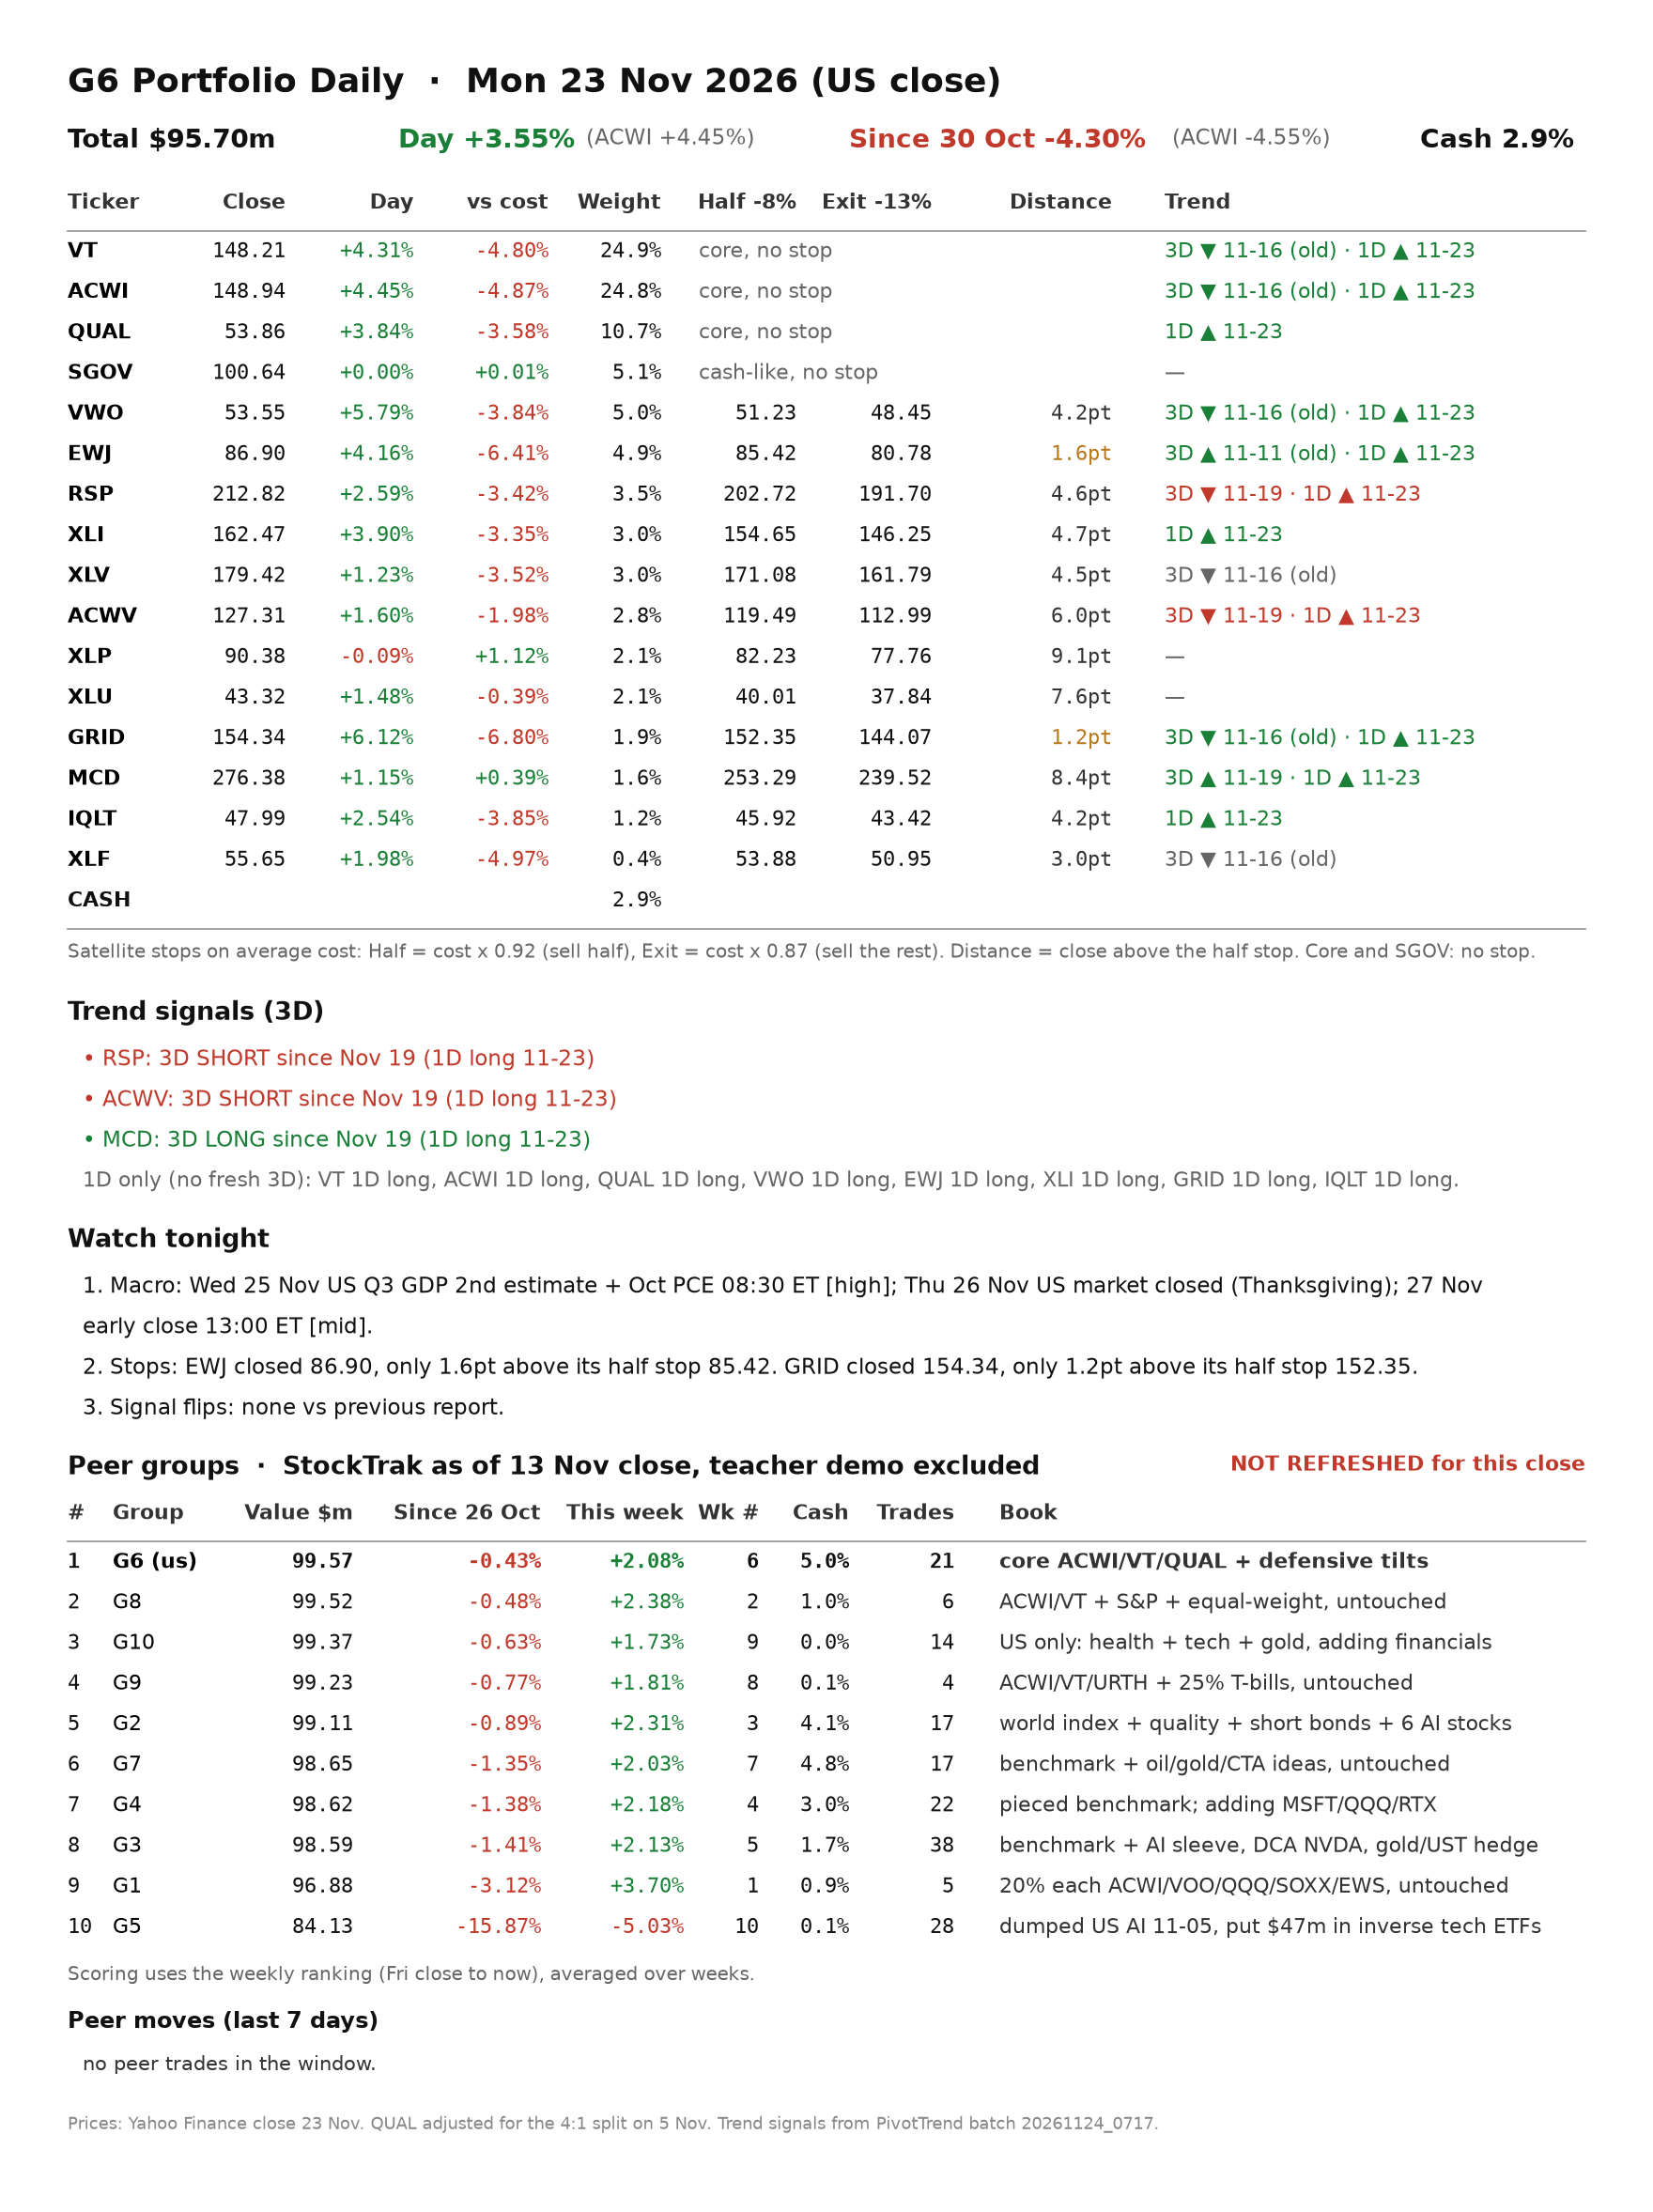 G6 Portfolio Daily · Mon 23 Nov 2026 (US close)
Total $95.70m Day +3.55% (ACWI +4.45%) Since 30 Oct -4.30% (ACWI -4.55%) Cash 2.9%
Ticker Close Day vs cost Weight Half -8% Exit -13% Distance Trend
VT 148.21 +4.31% -4.80% 24.9% core, no stop 3D ▼ 11-16 (old) · 1D ▲ 11-23
ACWI 148.94 +4.45% -4.87% 24.8% core, no stop 3D ▼ 11-16 (old) · 1D ▲ 11-23
QUAL 53.86 +3.84% -3.58% 10.7% core, no stop 1D ▲ 11-23
SGOV 100.64 +0.00% +0.01% 5.1% cash-like, no stop —
VWO 53.55 +5.79% -3.84% 5.0% 51.23 48.45 4.2pt 3D ▼ 11-16 (old) · 1D ▲ 11-23
EWJ 86.90 +4.16% -6.41% 4.9% 85.42 80.78 1.6pt 3D ▲ 11-11 (old) · 1D ▲ 11-23
RSP 212.82 +2.59% -3.42% 3.5% 202.72 191.70 4.6pt 3D ▼ 11-19 · 1D ▲ 11-23
XLI 162.47 +3.90% -3.35% 3.0% 154.65 146.25 4.7pt 1D ▲ 11-23
XLV 179.42 +1.23% -3.52% 3.0% 171.08 161.79 4.5pt 3D ▼ 11-16 (old)
ACWV 127.31 +1.60% -1.98% 2.8% 119.49 112.99 6.0pt 3D ▼ 11-19 · 1D ▲ 11-23
XLP 90.38 -0.09% +1.12% 2.1% 82.23 77.76 9.1pt —
XLU 43.32 +1.48% -0.39% 2.1% 40.01 37.84 7.6pt —
GRID 154.34 +6.12% -6.80% 1.9% 152.35 144.07 1.2pt 3D ▼ 11-16 (old) · 1D ▲ 11-23
MCD 276.38 +1.15% +0.39% 1.6% 253.29 239.52 8.4pt 3D ▲ 11-19 · 1D ▲ 11-23
IQLT 47.99 +2.54% -3.85% 1.2% 45.92 43.42 4.2pt 1D ▲ 11-23
XLF 55.65 +1.98% -4.97% 0.4% 53.88 50.95 3.0pt 3D ▼ 11-16 (old)
CASH 2.9%
Satellite stops on average cost: Half = cost x 0.92 (sell half), Exit = cost x 0.87 (sell the rest). Distance = close above the half stop. Core and SGOV: no stop.
Trend signals (3D)
• RSP: 3D SHORT since Nov 19 (1D long 11-23)
• ACWV: 3D SHORT since Nov 19 (1D long 11-23)
• MCD: 3D LONG since Nov 19 (1D long 11-23)
1D only (no fresh 3D): VT 1D long, ACWI 1D long, QUAL 1D long, VWO 1D long, EWJ 1D long, XLI 1D long, GRID 1D long, IQLT 1D long.
Watch tonight
1. Macro: Wed 25 Nov US Q3 GDP 2nd estimate + Oct PCE 08:30 ET [high]; Thu 26 Nov US market closed (Thanksgiving); 27 Nov
early close 13:00 ET [mid].
2. Stops: EWJ closed 86.90, only 1.6pt above its half stop 85.42. GRID closed 154.34, only 1.2pt above its half stop 152.35.
3. Signal flips: none vs previous report.
Peer groups · StockTrak as of 13 Nov close, teacher demo excluded NOT REFRESHED for this close
# Group Value $m Since 26 Oct This week Wk # Cash Trades Book
1 G6 (us) 99.57 -0.43% +2.08% 6 5.0% 21 core ACWI/VT/QUAL + defensive tilts
2 G8 99.52 -0.48% +2.38% 2 1.0% 6 ACWI/VT + S&P + equal-weight, untouched
3 G10 99.37 -0.63% +1.73% 9 0.0% 14 US only: health + tech + gold, adding financials
4 G9 99.23 -0.77% +1.81% 8 0.1% 4 ACWI/VT/URTH + 25% T-bills, untouched
5 G2 99.11 -0.89% +2.31% 3 4.1% 17 world index + quality + short bonds + 6 AI stocks
6 G7 98.65 -1.35% +2.03% 7 4.8% 17 benchmark + oil/gold/CTA ideas, untouched
7 G4 98.62 -1.38% +2.18% 4 3.0% 22 pieced benchmark; adding MSFT/QQQ/RTX
8 G3 98.59 -1.41% +2.13% 5 1.7% 38 benchmark + AI sleeve, DCA NVDA, gold/UST hedge
9 G1 96.88 -3.12% +3.70% 1 0.9% 5 20% each ACWI/VOO/QQQ/SOXX/EWS, untouched
10 G5 84.13 -15.87% -5.03% 10 0.1% 28 dumped US AI 11-05, put $47m in inverse tech ETFs
Scoring uses the weekly ranking (Fri close to now), averaged over weeks.
Peer moves (last 7 days)
no peer trades in the window.
Prices: Yahoo Finance close 23 Nov. QUAL adjusted for the 4:1 split on 5 Nov. Trend signals from PivotTrend batch 20261124_0717.